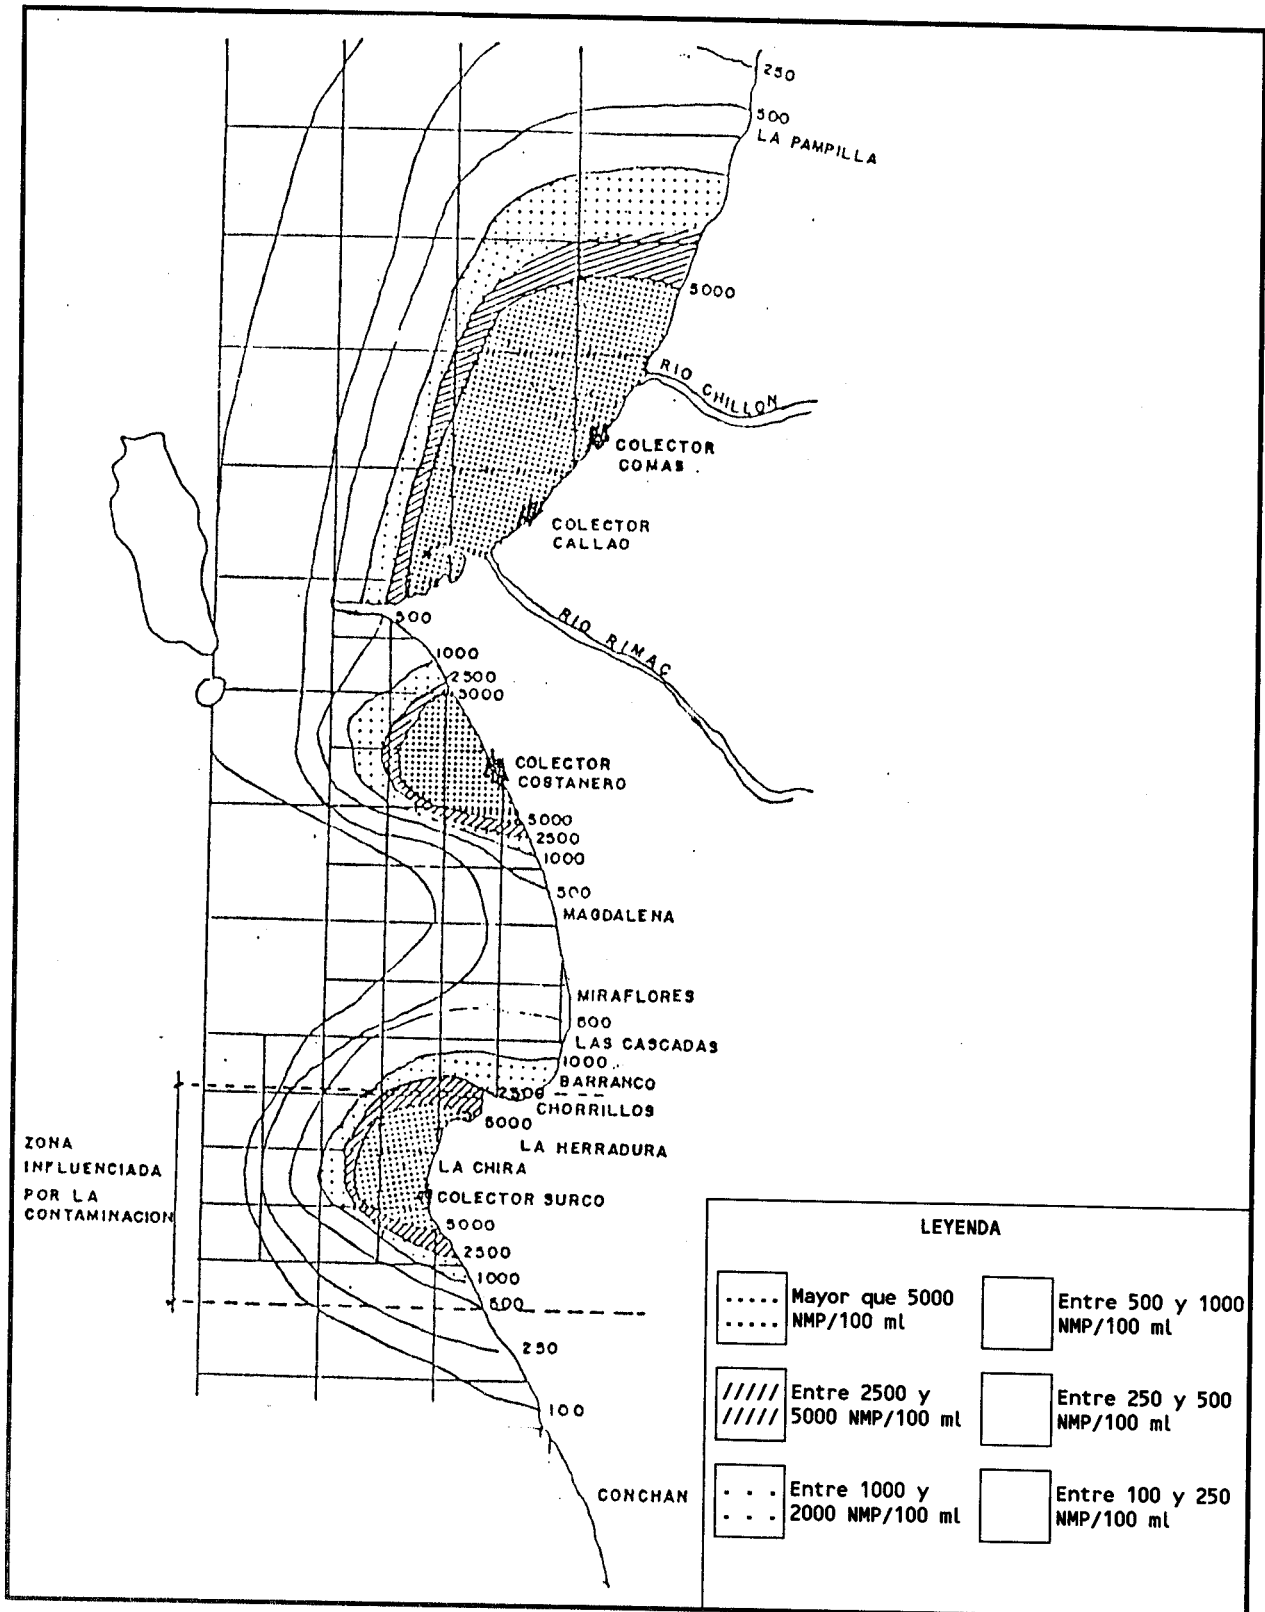 250
500
LA PAMPILLA
5000
RIO CHILLON
COLECTOR
COMAS
COLECTOR
CALLAO
RIO RIMAC
500
1000
2500
5000
COLECTOR
COSTANERO
5000
2500
1000
500
MAGDALENA
MIRAFLORES
500
LAS CASCADAS
1000
BARRANCO
2500
CHORRILLOS
5000
LA HERRADURA
LA CHIRA
COLECTOR SURCO
5000
2500
1000
500
250
100
CONCHAN
ZONA
INFLUENCIADA
POR LA
CONTAMINACION
LEYENDA
Mayor que 5000
NMP/100 ml
Entre 500 y 1000
NMP/100 ml
Entre 2500 y
5000 NMP/100 ml
Entre 250 y 500
NMP/100 ml
Entre 1000 y
2000 NMP/100 ml
Entre 100 y 250
NMP/100 ml